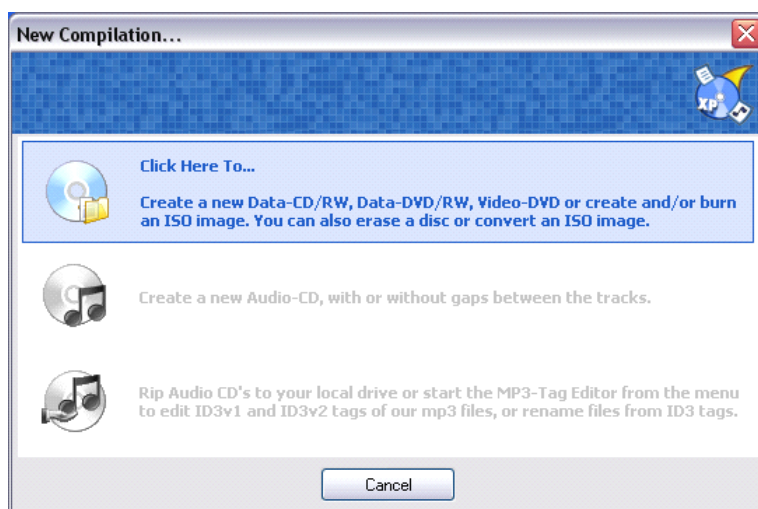 New Compilation...
XP
Click Here To...
Create a new Data-CD/RW, Data-DVD/RW, Video-DVD or create and/or burn
an ISO image. You can also erase a disc or convert an ISO image.
Create a new Audio-CD, with or without gaps between the tracks.
Rip Audio CD's to your local drive or start the MP3-Tag Editor from the menu
to edit ID3v1 and ID3v2 tags of our mp3 files, or rename files from ID3 tags.
Cancel